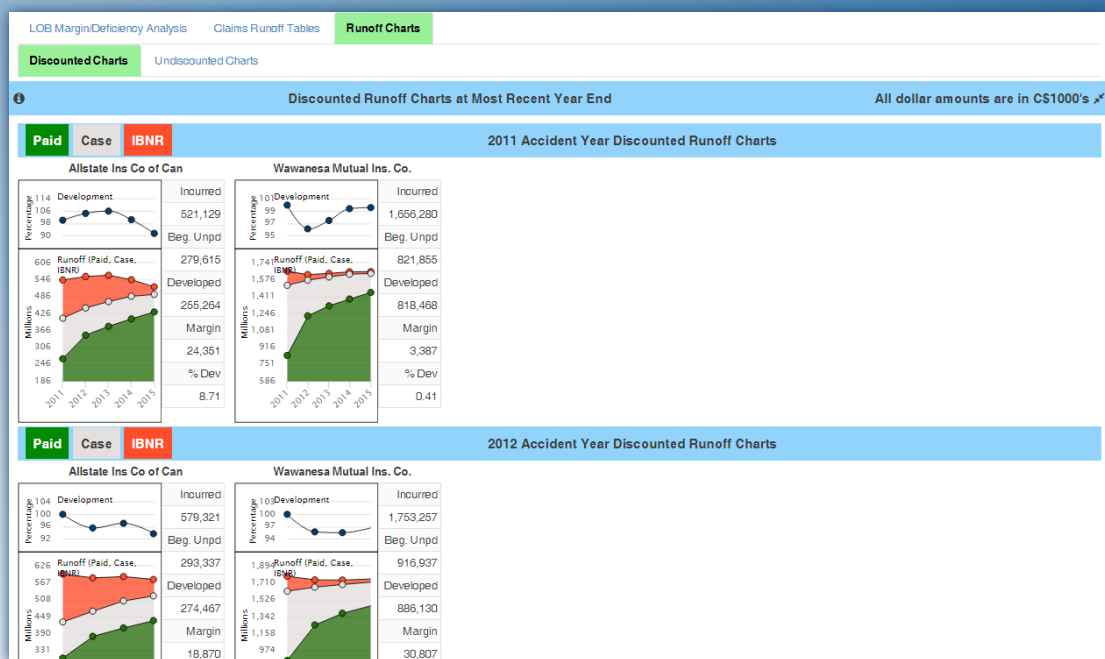 LOB Margin/Deficiency Analysis Claims Runoff Tables Runoff Charts
Discounted Charts Undiscounted Charts
Discounted Runoff Charts at Most Recent Year End All dollar amounts are in C$1000's
Paid Case IBNR 2011 Accident Year Discounted Runoff Charts
Allstate Ins Co of Can
Percentage
Development
114
106
98
90
Millions
Runoff (Paid, Case,
IBNR)
606
546
486
426
366
306
246
186
2011 2012 2013 2014 2015
Incurred
521,129
Beg. Unpd
279,615
Developed
255,264
Margin
24,351
% Dev
8.71
Wawanesa Mutual Ins. Co.
Percentage
Development
101
99
97
95
Millions
Runoff (Paid, Case,
IBNR)
1,741
1,576
1,411
1,246
1,081
916
751
586
2011 2012 2013 2014 2015
Incurred
1,656,280
Beg. Unpd
821,855
Developed
818,468
Margin
3,387
% Dev
0.41
Paid Case IBNR 2012 Accident Year Discounted Runoff Charts
Allstate Ins Co of Can
Percentage
Development
104
100
96
92
Millions
Runoff (Paid, Case,
IBNR)
626
567
508
449
390
331
Incurred
579,321
Beg. Unpd
293,337
Developed
274,467
Margin
18,870
Wawanesa Mutual Ins. Co.
Percentage
Development
103
100
97
94
Millions
Runoff (Paid, Case,
IBNR)
1,894
1,710
1,526
1,342
1,158
974
Incurred
1,753,257
Beg. Unpd
916,937
Developed
886,130
Margin
30,807